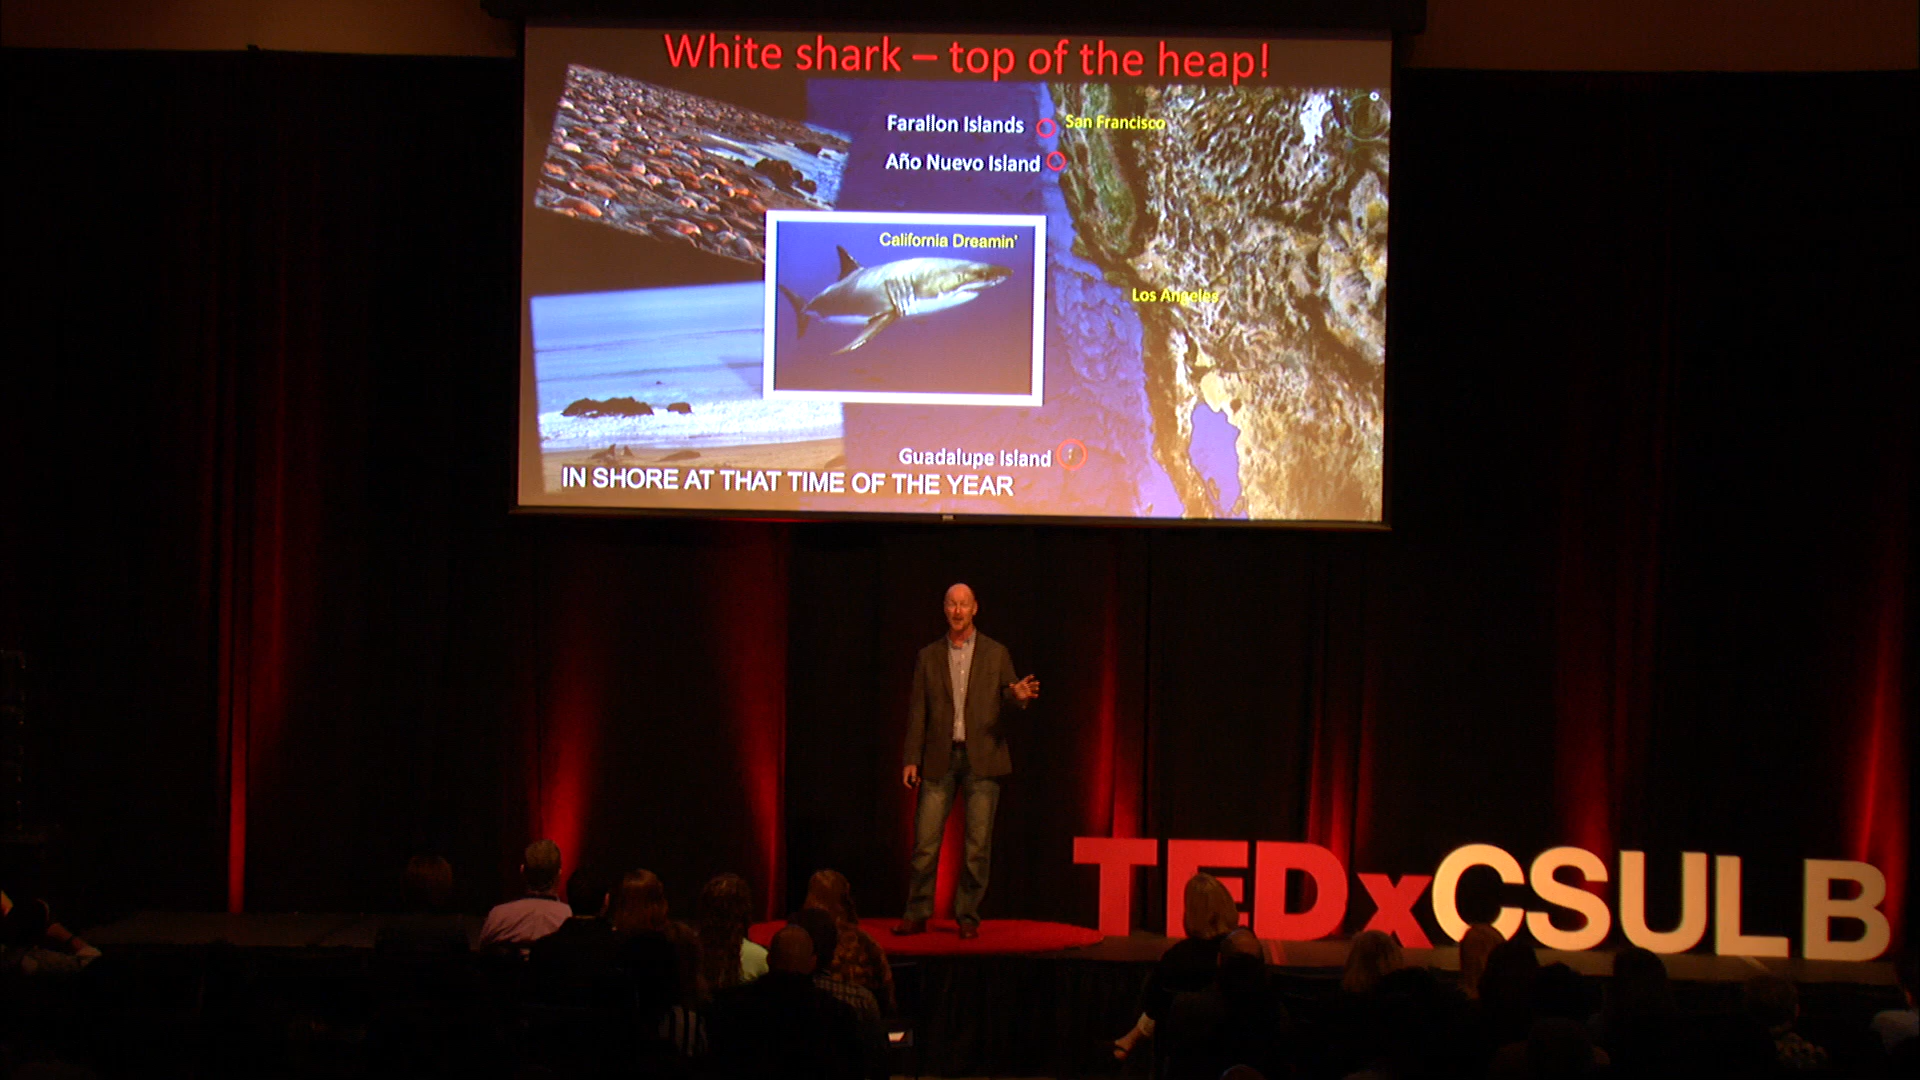 White shark – top of the heap!
Farallon Islands
San Francisco
Año Nuevo Island
California Dreamin'
Los Angeles
Guadalupe Island
IN SHORE AT THAT TIME OF THE YEAR
TEDxCSULB